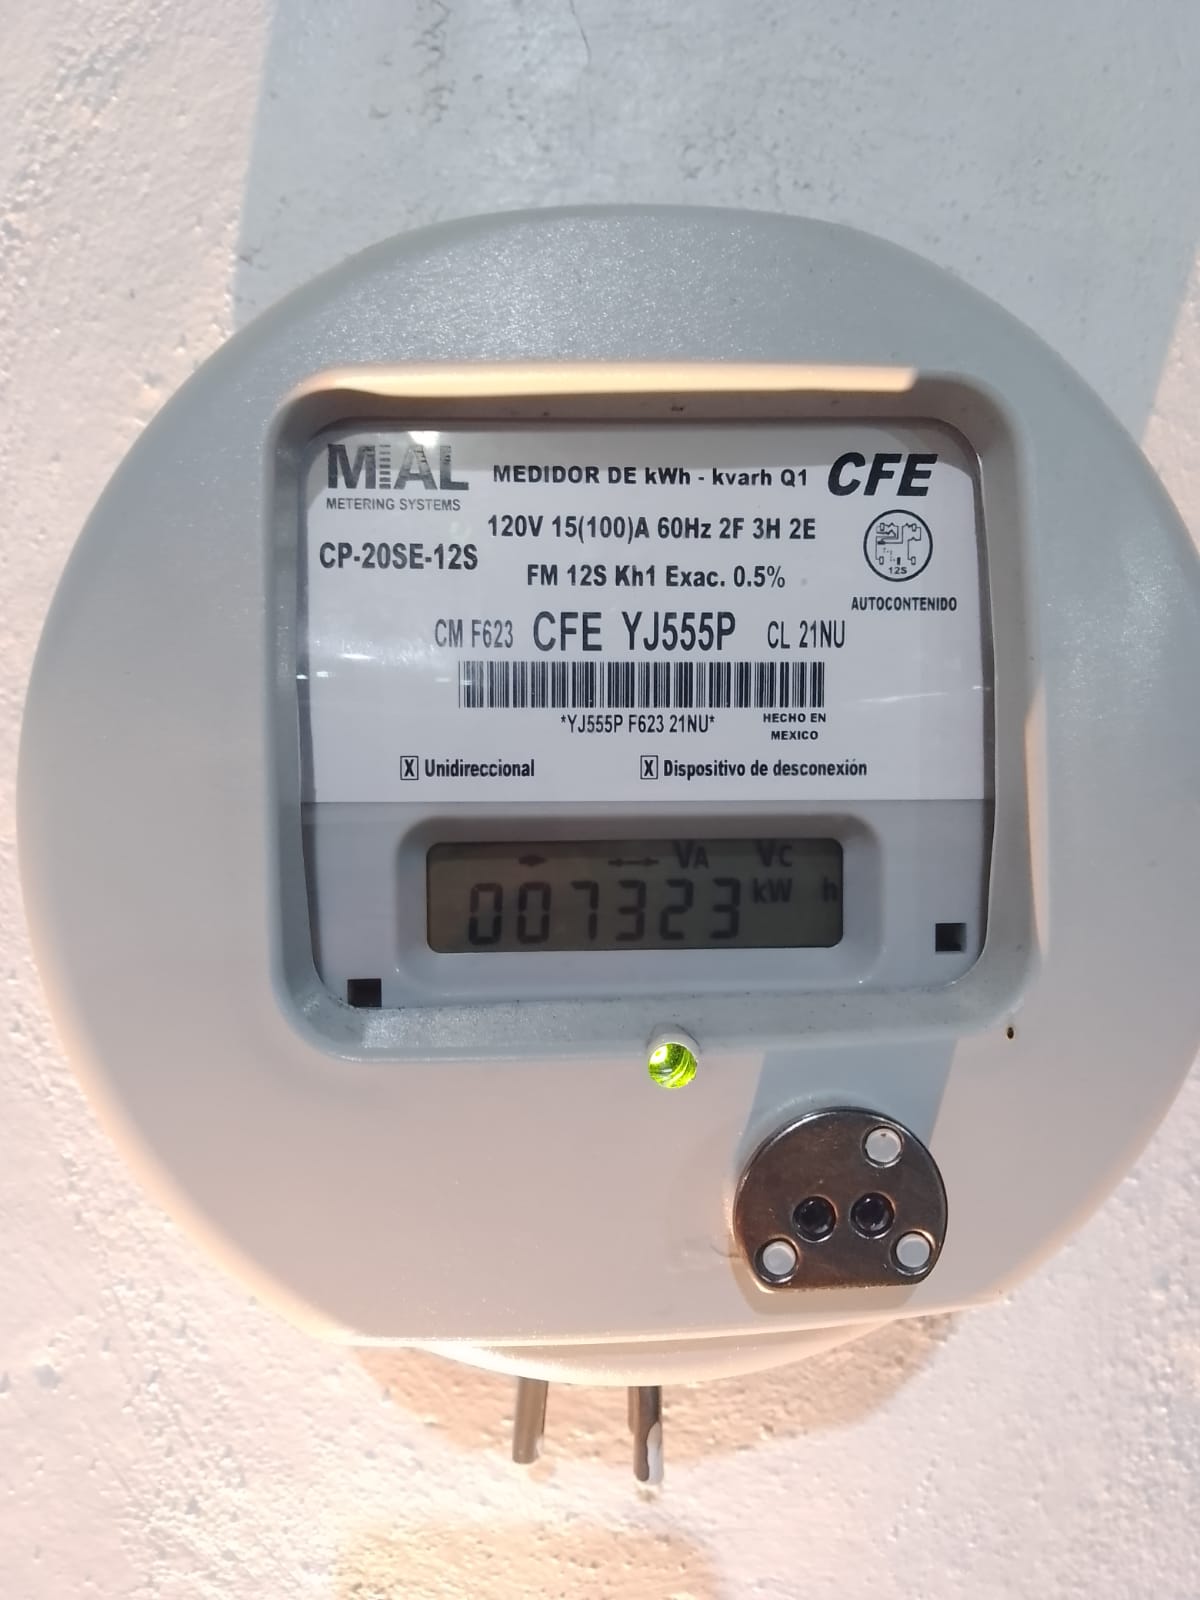 MIAL
METERING SYSTEMS
MEDIDOR DE kWh - kvarh Q1
CFE
120V 15(100)A 60Hz 2F 3H 2E
CP-20SE-12S
FM 12S Kh1 Exac. 0.5%
12S
AUTOCONTENIDO
CM F623 CFE YJ555P CL 21NU
*YJ555P F623 21NU*
HECHO EN
MEXICO
X Unidireccional
X Dispositivo de desconexión
VA VC
007323 kW h